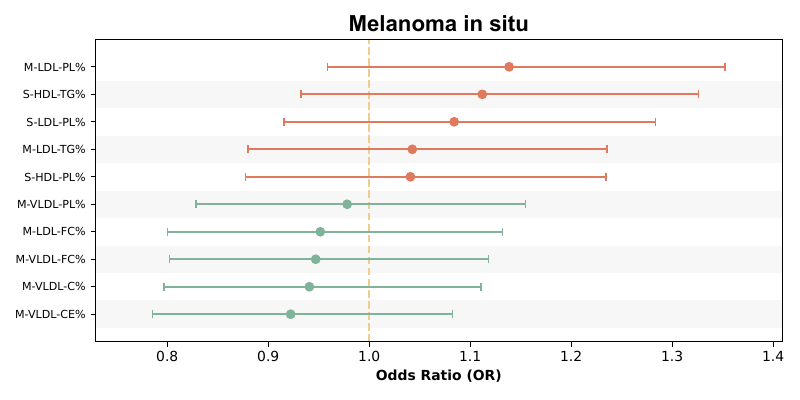 Melanoma in situ
M-LDL-PL%
S-HDL-TG%
S-LDL-PL%
M-LDL-TG%
S-HDL-PL%
M-VLDL-PL%
M-LDL-FC%
M-VLDL-FC%
M-VLDL-C%
M-VLDL-CE%
0.8 0.9 1.0 1.1 1.2 1.3 1.4
Odds Ratio (OR)